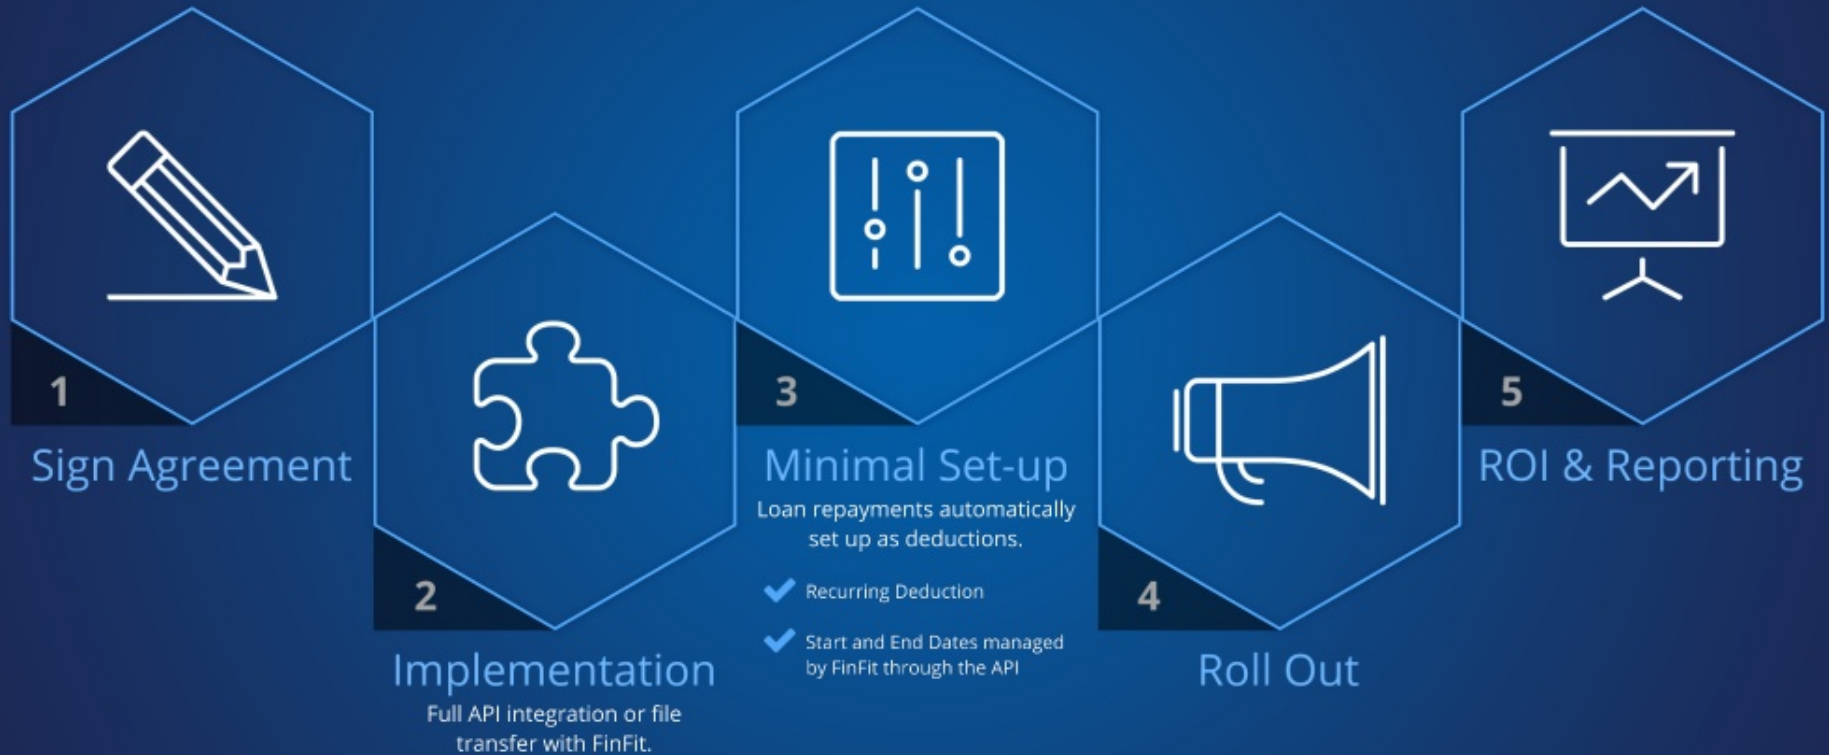 1
Sign Agreement
2
Implementation
Full API integration or file
transfer with FinFit.
3
Minimal Set-up
Loan repayments automatically
set up as deductions.
Recurring Deduction
Start and End Dates managed
by FinFit through the API
4
Roll Out
5
ROI & Reporting